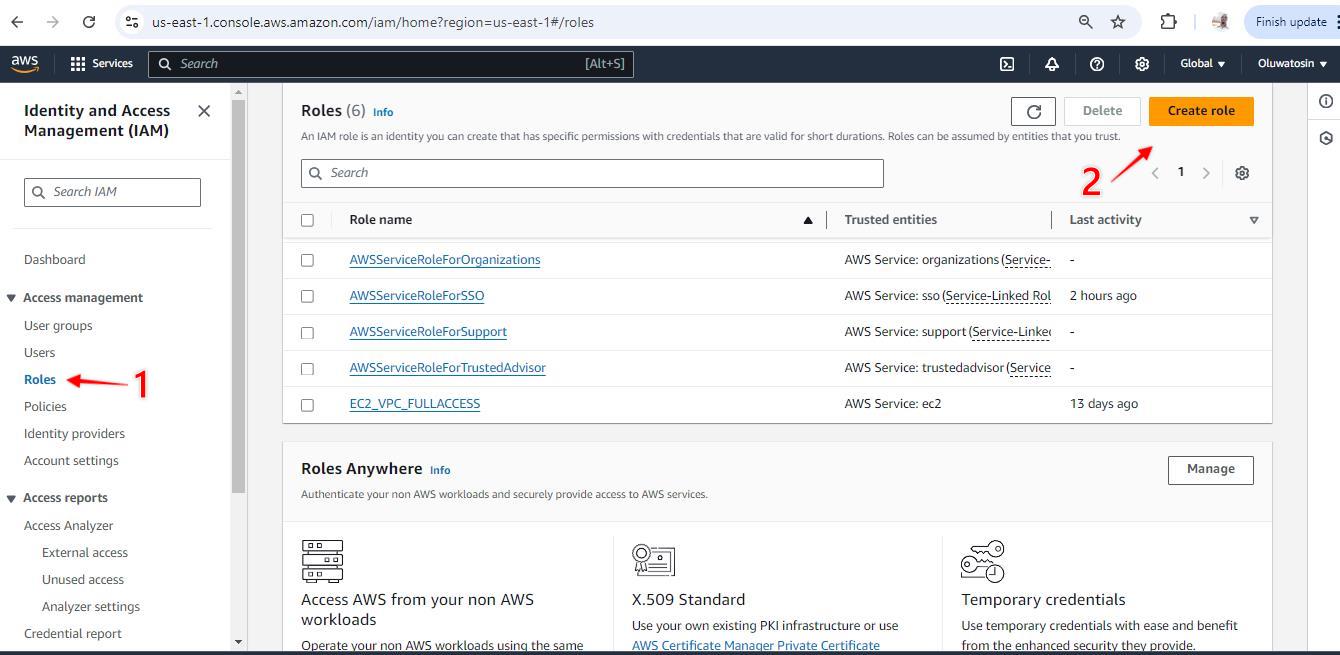 us-east-1.console.aws.amazon.com/iam/home?region=us-east-1#/roles
Finish update
aws
Services
Search
[Alt+S]
Global
Oluwatosin
Identity and Access
Management (IAM)
Search IAM
Dashboard
Access management
User groups
Users
Roles
1
Policies
Identity providers
Account settings
Access reports
Access Analyzer
External access
Unused access
Analyzer settings
Credential report
Roles (6) Info
Delete
Create role
An IAM role is an identity you can create that has specific permissions with credentials that are valid for short durations. Roles can be assumed by entities that you trust.
Search
2
1
Role name
Trusted entities
Last activity
AWSServiceRoleForOrganizations
AWS Service: organizations (Service-
-
AWSServiceRoleForSSO
AWS Service: sso (Service-Linked Rol
2 hours ago
AWSServiceRoleForSupport
AWS Service: support (Service-Linke
-
AWSServiceRoleForTrustedAdvisor
AWS Service: trustedadvisor (Service
-
EC2_VPC_FULLACCESS
AWS Service: ec2
13 days ago
Roles Anywhere Info
Manage
Authenticate your non AWS workloads and securely provide access to AWS services.
Access AWS from your non AWS
workloads
Operate your non AWS workloads using the same
X.509 Standard
Use your own existing PKI infrastructure or use
AWS Certificate Manager Private Certificate
Temporary credentials
Use temporary credentials with ease and benefit
from the enhanced security they provide.